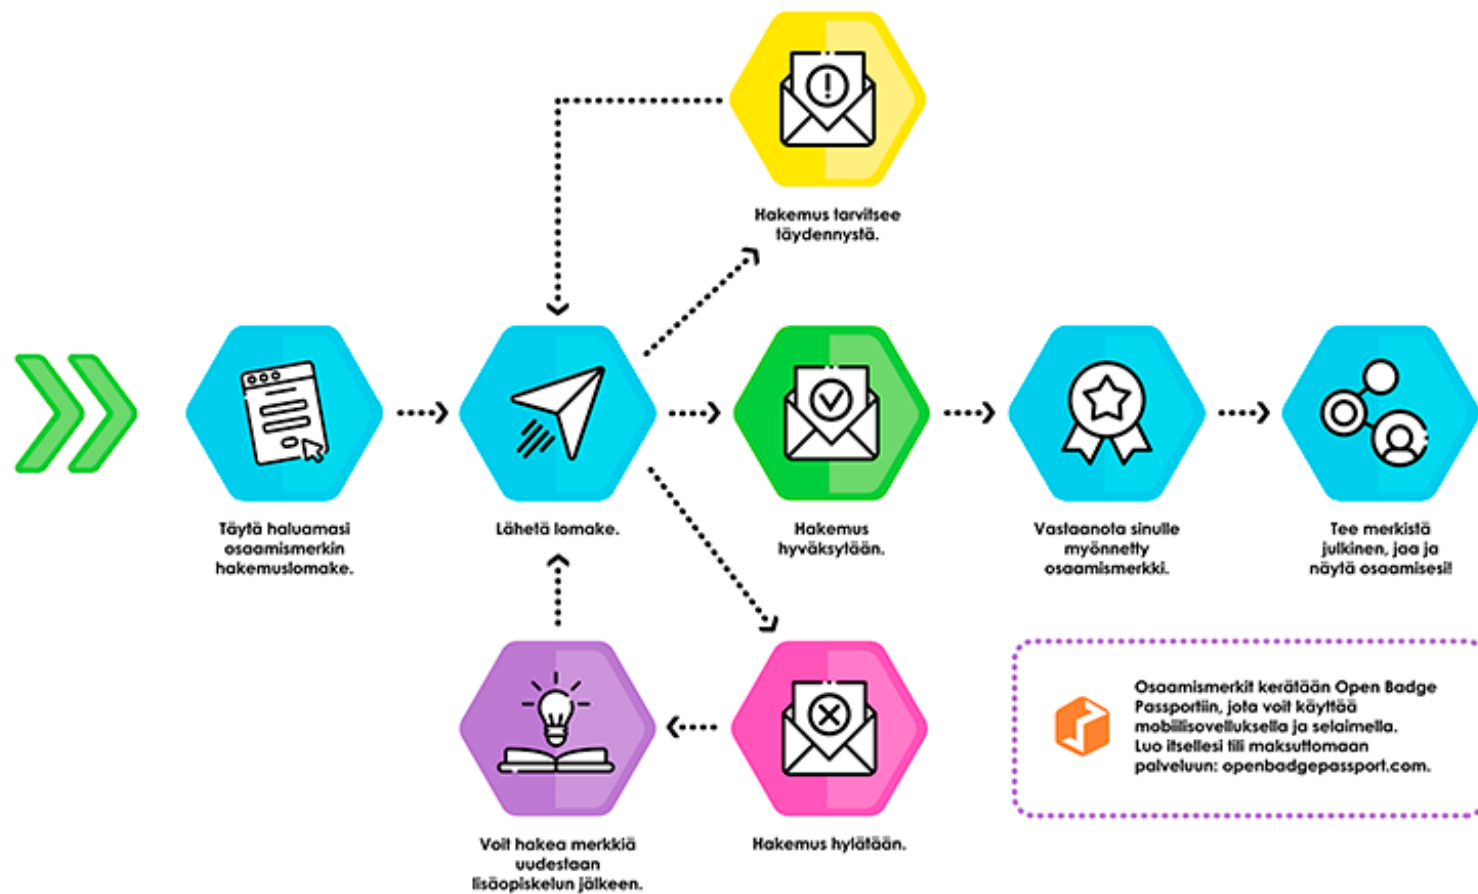 Hakemus tarvitsee
täydennystä.
Täytä haluamasi
osaamismerkin
hakemuslomake.
Lähetä lomake.
Hakemus
hyväksytään.
Vastaanota sinulle
myönnetty
osaamismerkki.
Tee merkistä
julkinen, jaa ja
näytä osaamisesi!
Voit hakea merkkiä
uudestaan
lisäopiskelun jälkeen.
Hakemus hylätään.
Osaamismerkit kerätään Open Badge
Passportiin, jota voit käyttää
mobiilisovelluksella ja selaimella.
Luo itsellesi tili maksuttomaan
palveluun: openbadgepassport.com.